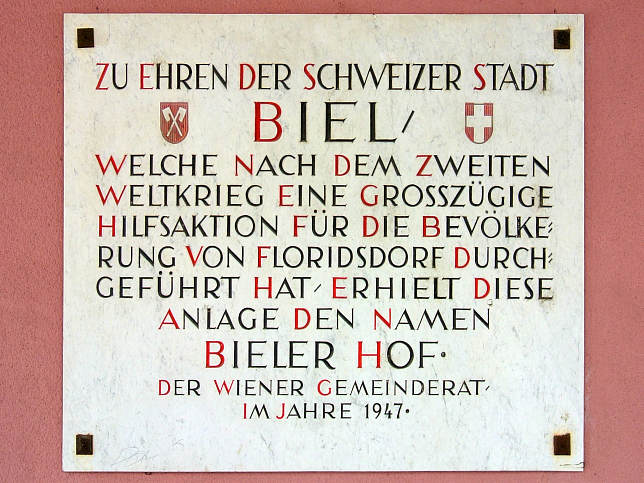 ZU EHREN DER SCHWEIZER STADT
BIEL,
WELCHE NACH DEM ZWEITEN
WELTKRIEG EINE GROSSZÜGIGE
HILFSAKTION FÜR DIE BEVÖLKE=
RUNG VON FLORIDSDORF DURCH=
GEFÜHRT HAT, ERHIELT DIESE
ANLAGE DEN NAMEN
BIELER HOF.
DER WIENER GEMEINDERAT,
IM JAHRE 1947.